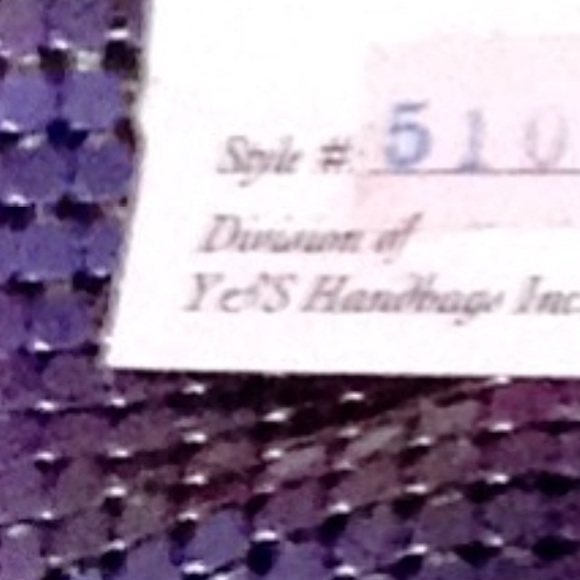 Style # 510
Division of
Y&S Handbags Inc.